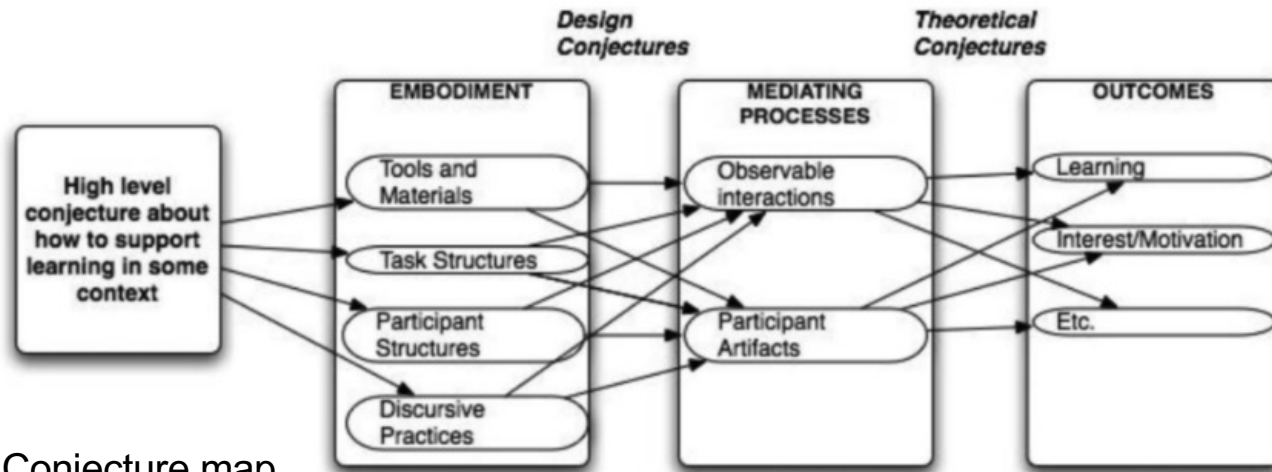 Design
Conjectures
Theoretical
Conjectures
High level
conjecture about
how to support
learning in some
context
EMBODIMENT
Tools and
Materials
Task Structures
Participant
Structures
Discursive
Practices
MEDIATING
PROCESSES
Observable
interactions
Participant
Artifacts
OUTCOMES
Learning
Interest/Motivation
Etc.
Conjecture map